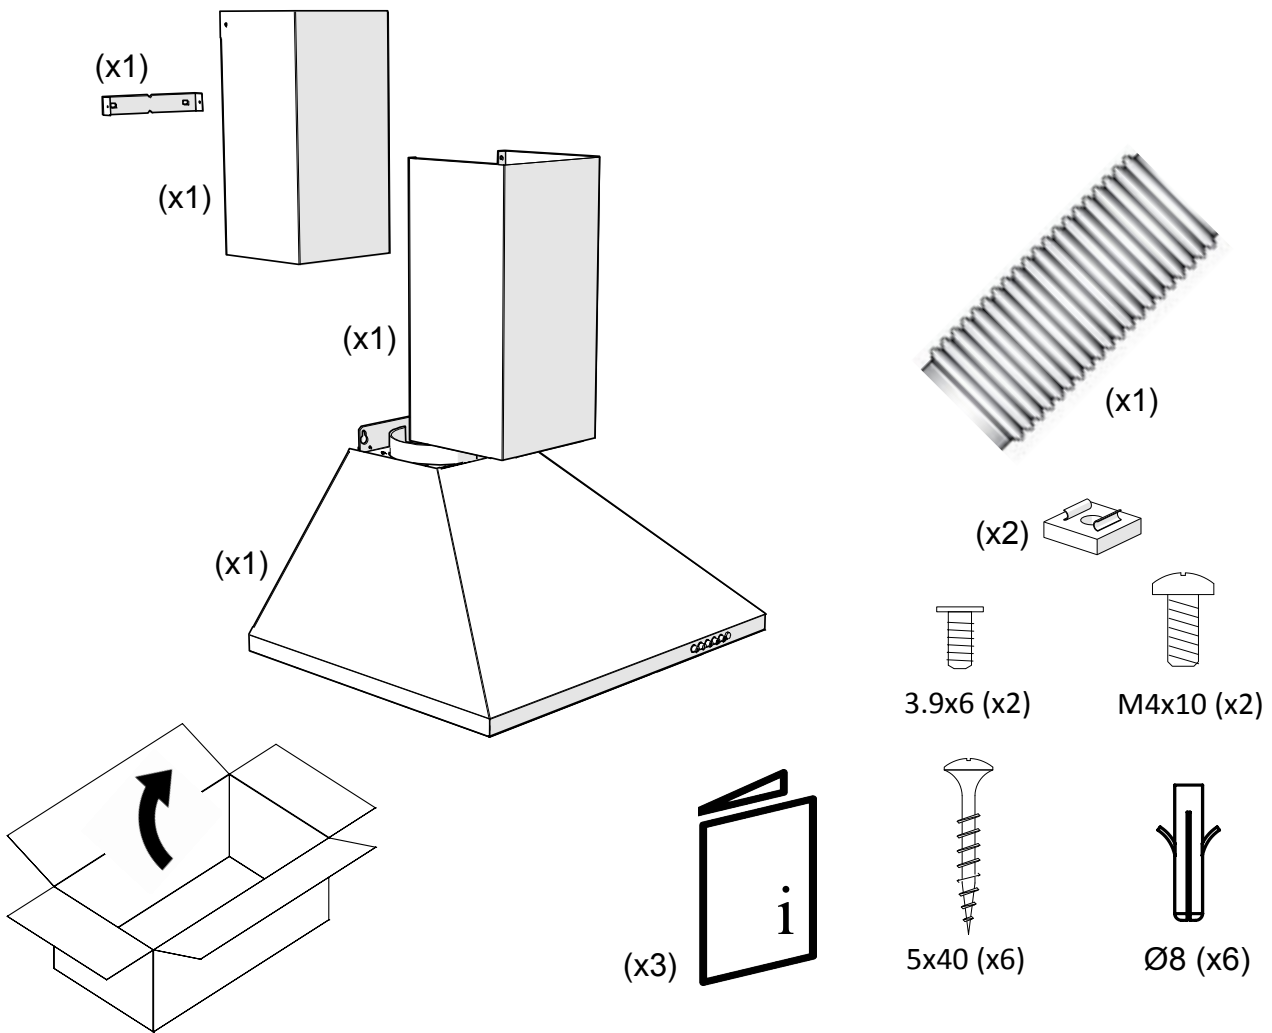 (x1)
(x1)
(x1)
(x1)
(x1)
(x2)
3.9x6 (x2)
M4x10 (x2)
i
(x3)
5x40 (x6)
Ø8 (x6)